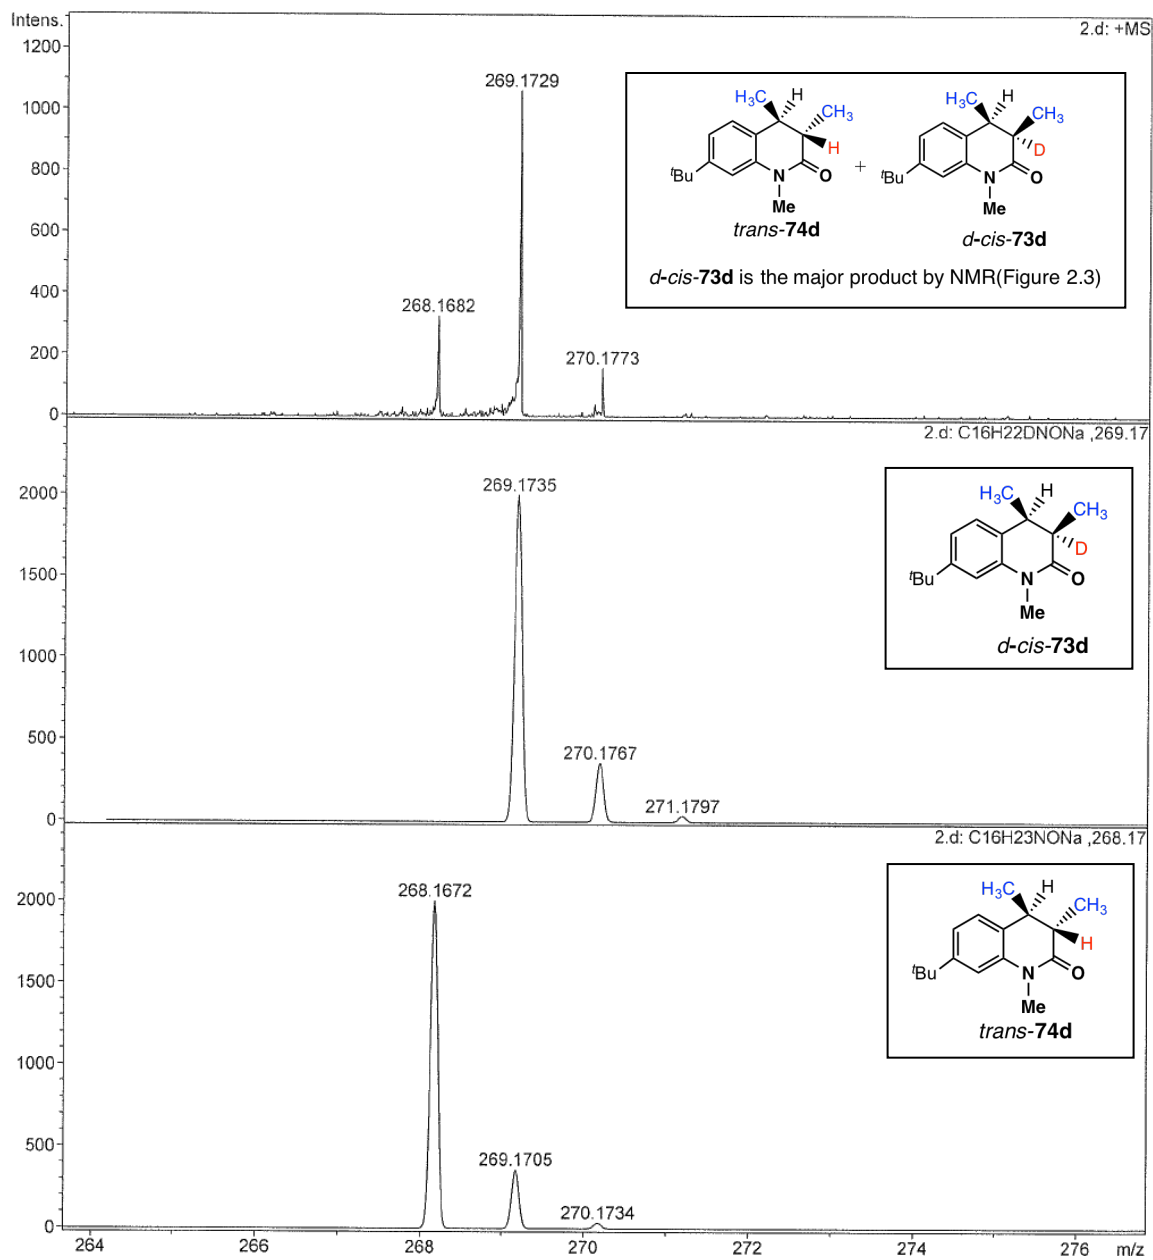 Intens.
2.d: +MS
1200
1000
800
600
400
200
0
269.1729
268.1682
270.1773
H₃C
H
CH₃
H
ᵗBu
N
O
Me
trans-74d
+
H₃C
H
CH₃
D
ᵗBu
N
O
Me
d-cis-73d
d-cis-73d is the major product by NMR(Figure 2.3)
2.d: C16H22DNONa ,269.17
2000
1500
1000
500
0
269.1735
270.1767
271.1797
H₃C
H
CH₃
D
ᵗBu
N
O
Me
d-cis-73d
2.d: C16H23NONa ,268.17
2000
1500
1000
500
0
268.1672
269.1705
270.1734
H₃C
H
CH₃
H
ᵗBu
N
O
Me
trans-74d
264 266 268 270 272 274 276 m/z